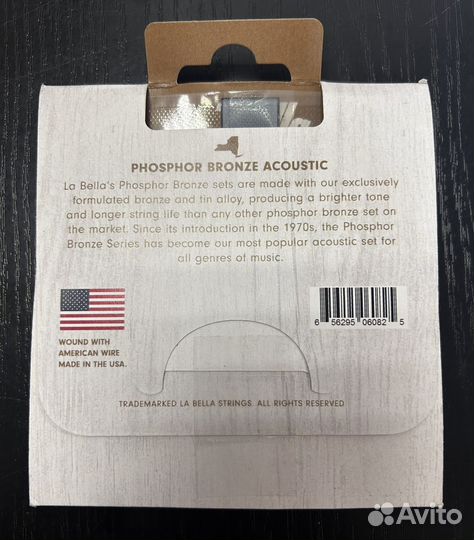 PHOSPHOR BRONZE ACOUSTIC
La Bella's Phosphor Bronze sets are made with our exclusively
formulated bronze and tin alloy, producing a brighter tone
and longer string life than any other phosphor bronze set on
the market. Since its introduction in the 1970s, the Phosphor
Bronze Series has become our most popular acoustic set for
all genres of music.
WOUND WITH
AMERICAN WIRE
MADE IN THE USA.
6 56295 06082 5
TRADEMARKED LA BELLA STRINGS. ALL RIGHTS RESERVED
Avito